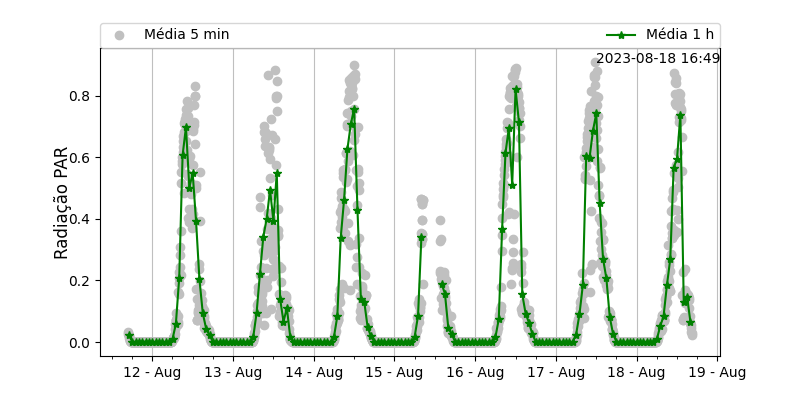 Média 5 min
Média 1 h
2023-08-18 16:49
Radiação PAR
0.8
0.6
0.4
0.2
0.0
12 - Aug
13 - Aug
14 - Aug
15 - Aug
16 - Aug
17 - Aug
18 - Aug
19 - Aug